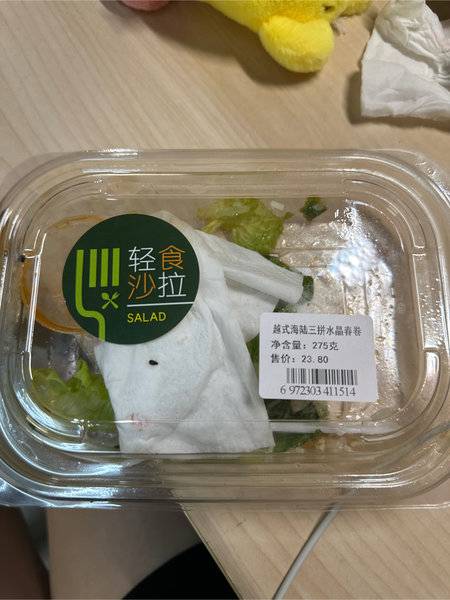 轻食
沙拉
SALAD
越式海陆三拼水晶春卷
净含量: 275克
售价: 23.80
6 972303 411514